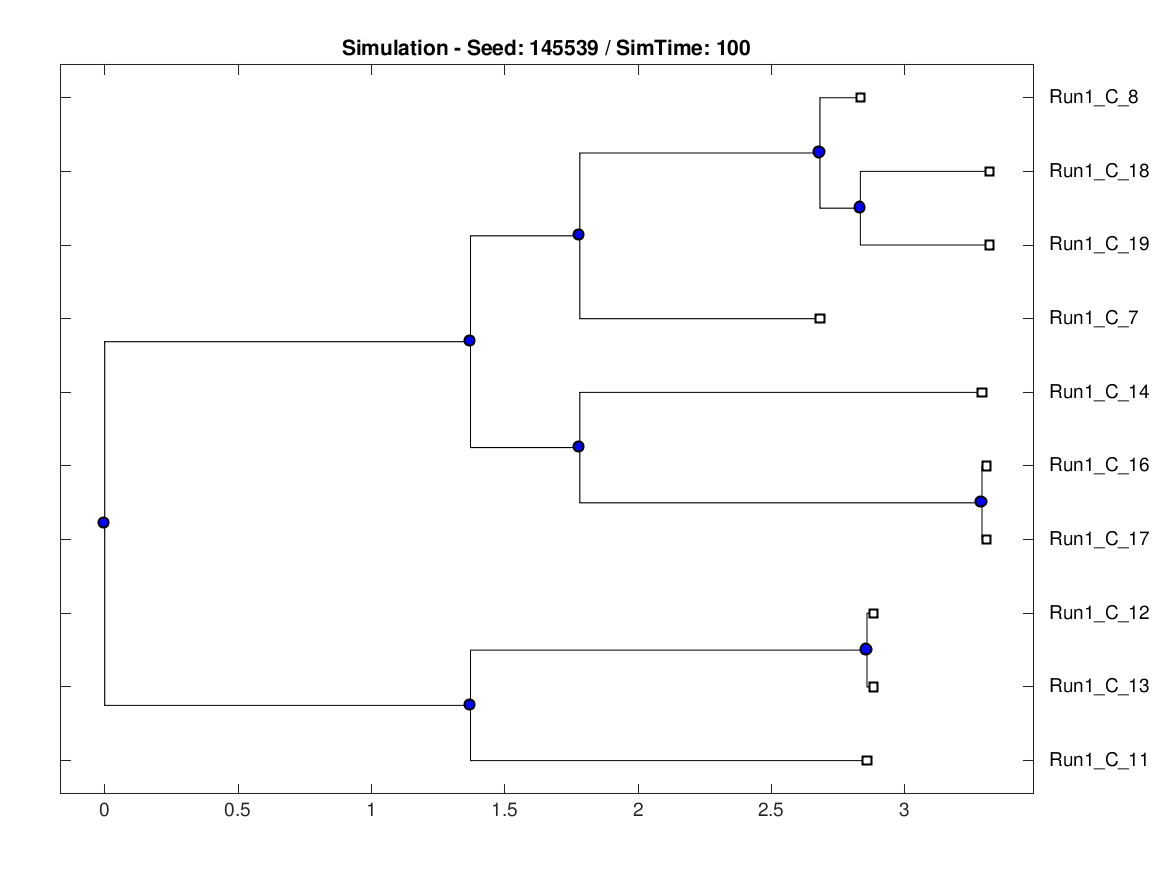 Simulation - Seed: 145539 / SimTime: 100
Run1_C_8
Run1_C_18
Run1_C_19
Run1_C_7
Run1_C_14
Run1_C_16
Run1_C_17
Run1_C_12
Run1_C_13
Run1_C_11
0 0.5 1 1.5 2 2.5 3